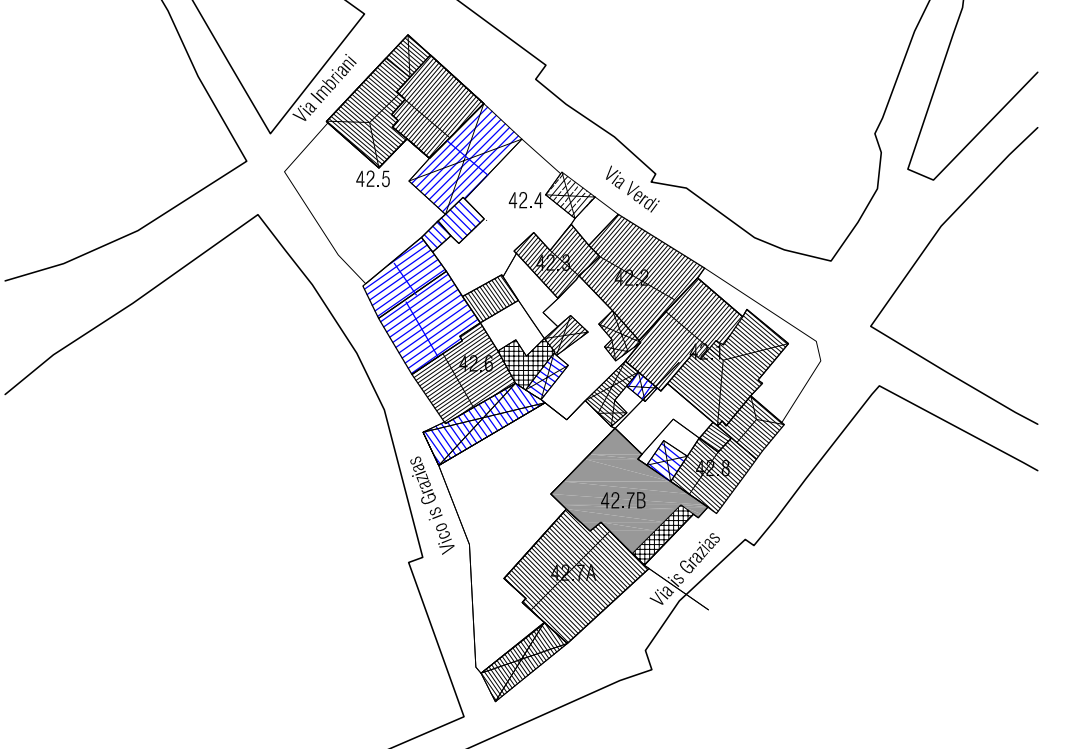 Via Imbriani
42.5
Via Verdi
42.4
42.3
42.2
42.1
42.6
42.8
Vico is Grazias
42.7B
42.7A
Via is Grazias